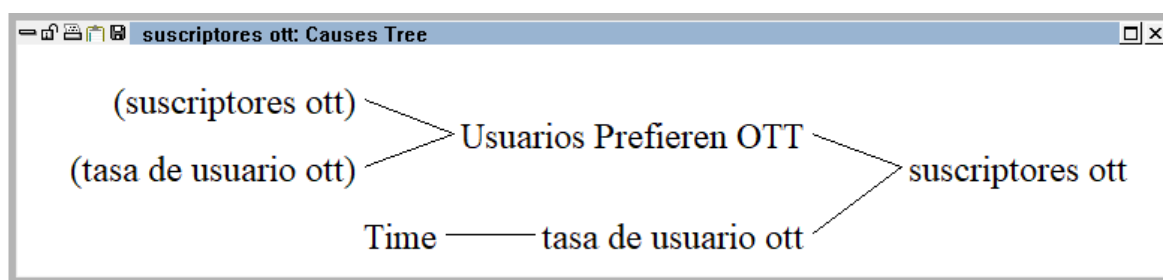 suscriptores ott: Causes Tree
(suscriptores ott)
Usuarios Prefieren OTT
(tasa de usuario ott)
suscriptores ott
Time
tasa de usuario ott